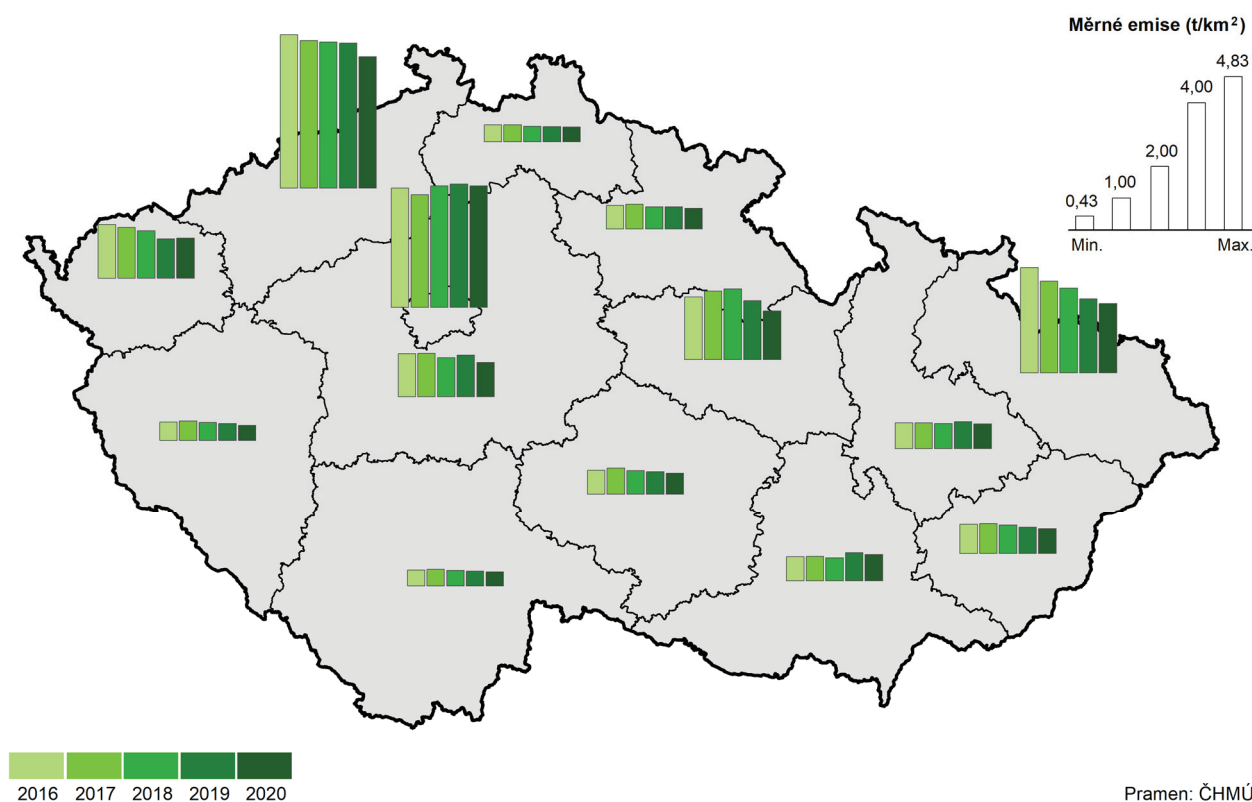 Měrné emise (t/km²)
4,83
4,00
2,00
1,00
0,43
Min. Max.
2016 2017 2018 2019 2020
Pramen: ČHMÚ